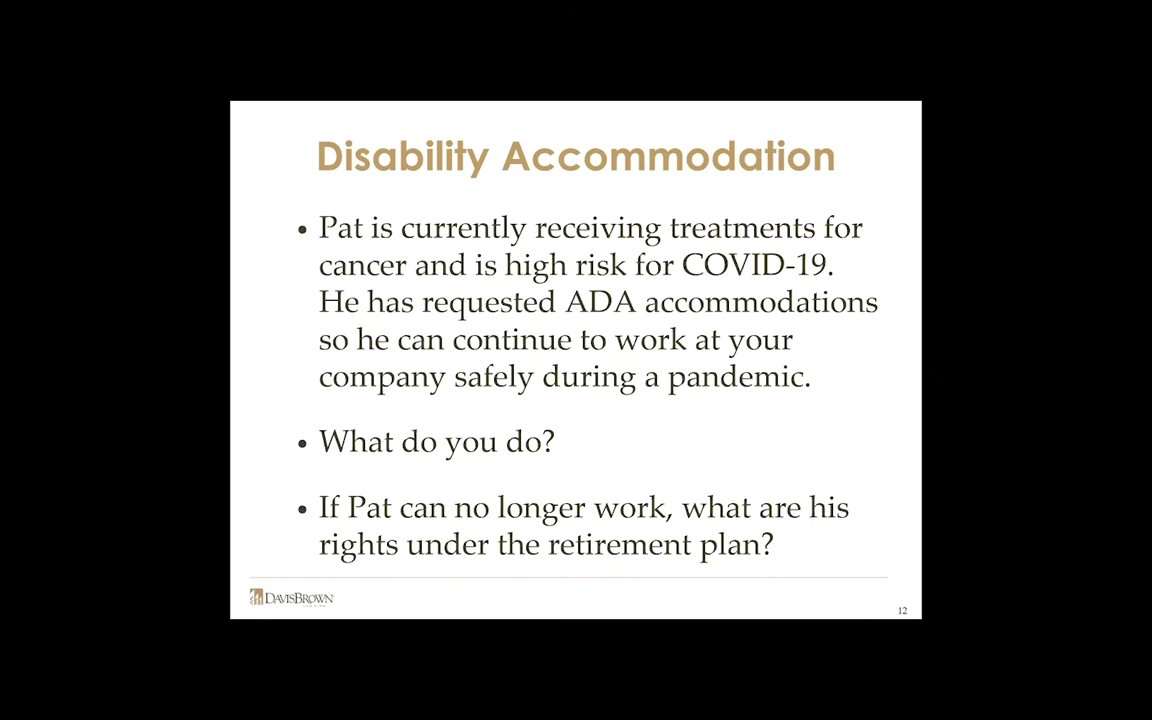 Disability Accommodation
• Pat is currently receiving treatments for
cancer and is high risk for COVID-19.
He has requested ADA accommodations
so he can continue to work at your
company safely during a pandemic.
• What do you do?
• If Pat can no longer work, what are his
rights under the retirement plan?
DAVISBROWN
LAW FIRM
12